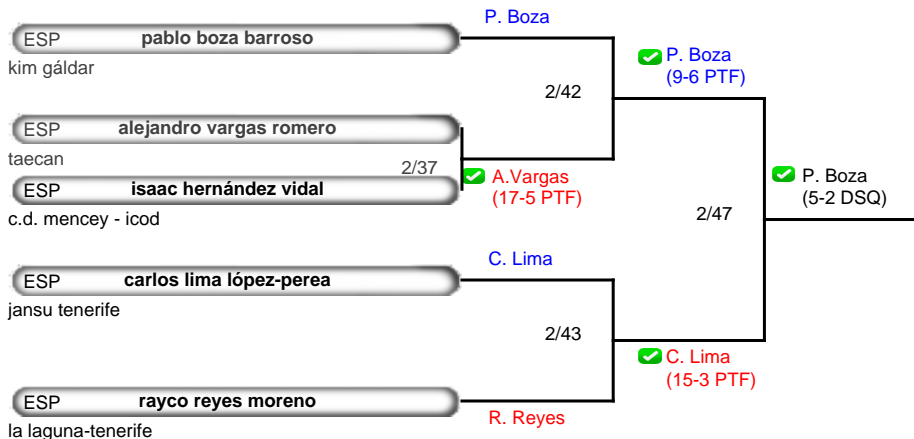 P. Boza
ESP pablo boza barroso
kim gáldar
P. Boza
(9-6 PTF)
2/42
ESP alejandro vargas romero
taecan
2/37
A.Vargas
(17-5 PTF)
ESP isaac hernández vidal
c.d. mencey - icod
P. Boza
(5-2 DSQ)
2/47
C. Lima
ESP carlos lima lópez-perea
jansu tenerife
2/43
C. Lima
(15-3 PTF)
ESP rayco reyes moreno
R. Reyes
la laguna-tenerife